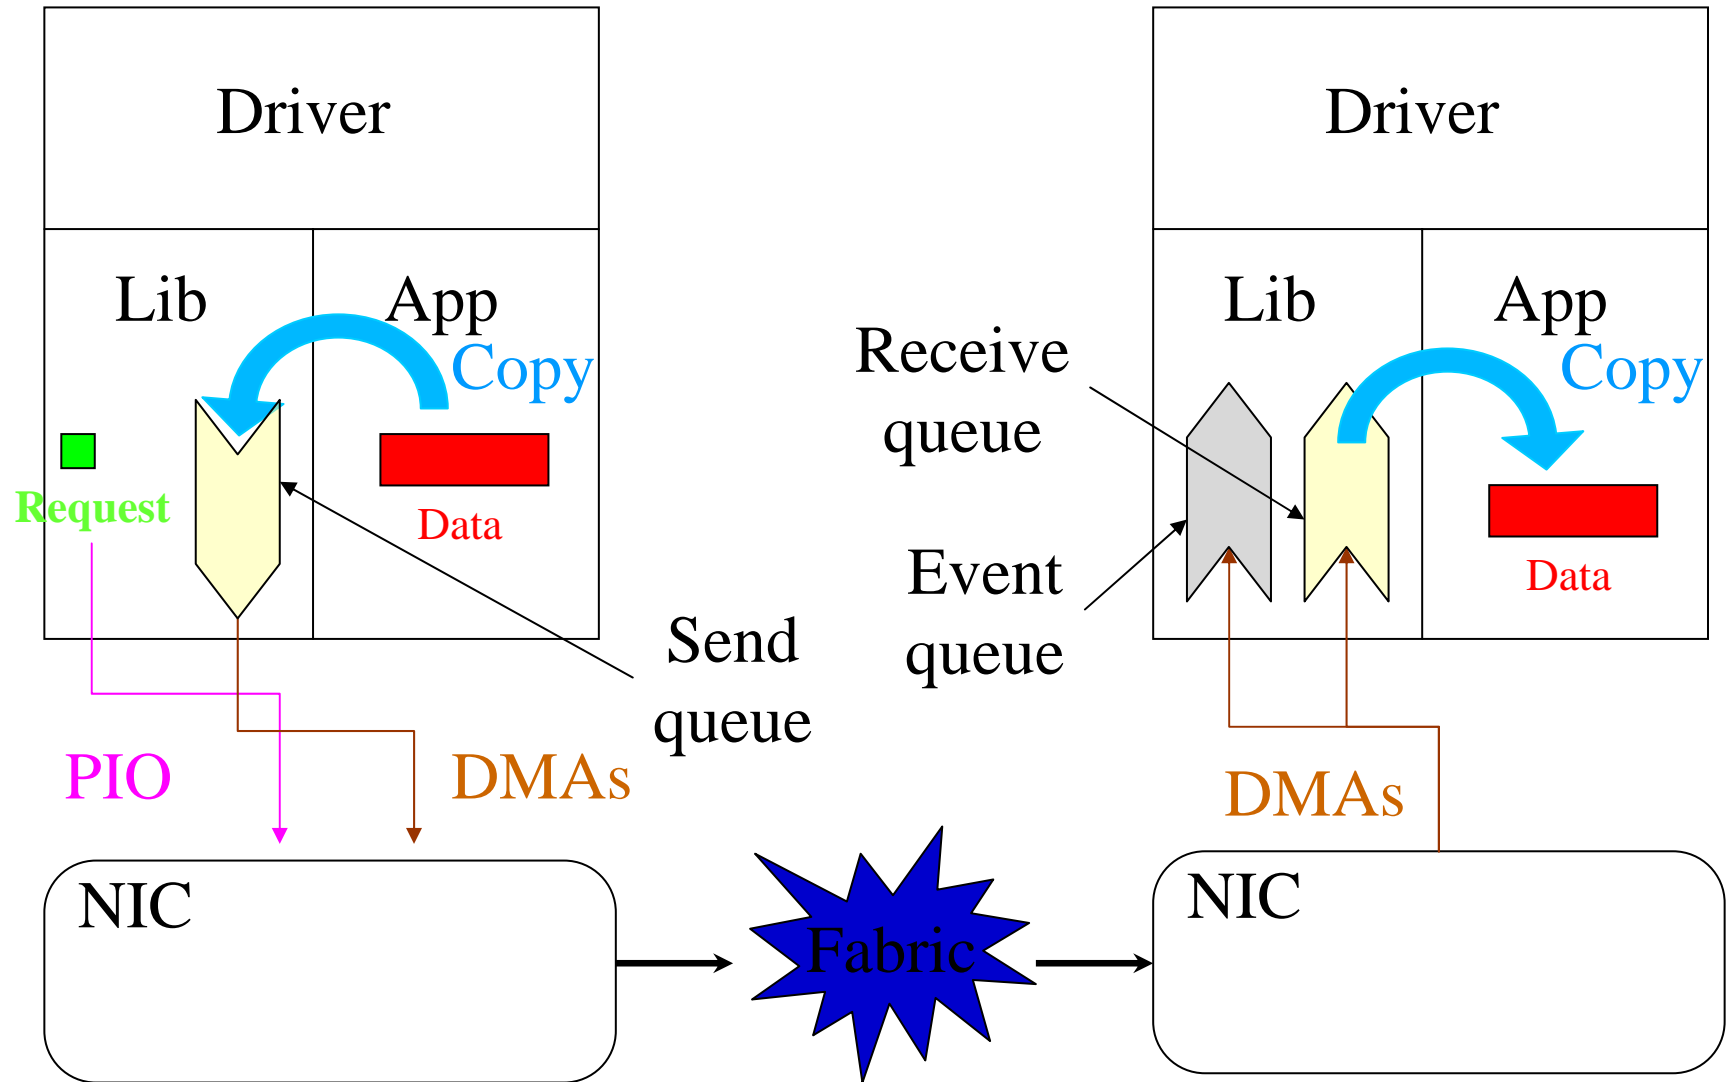 Driver
Lib
App
Copy
Request
Data
Send
queue
PIO
DMAs
NIC
Fabric
Driver
Lib
App
Copy
Receive
queue
Event
queue
Data
DMAs
NIC